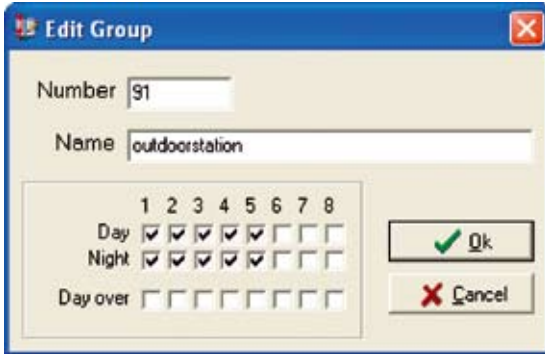 Edit Group
Number 91
Name outdoorstation
1 2 3 4 5 6 7 8
Day
Night
Day over
Ok
Cancel